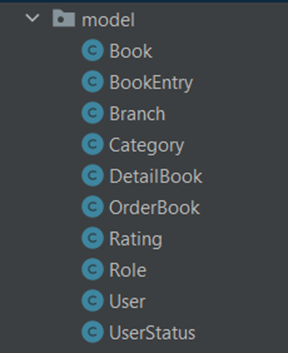 model
C Book
C BookEntry
C Branch
C Category
C DetailBook
C OrderBook
C Rating
C Role
C User
C UserStatus